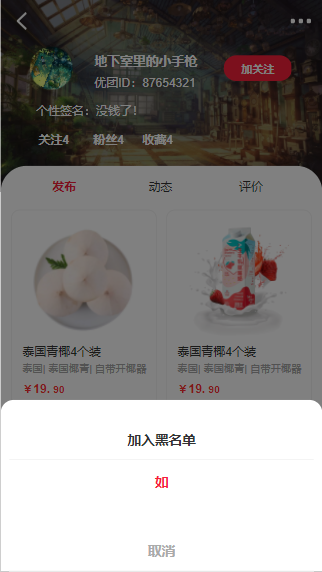 地下室里的小手枪
加关注
优团ID：87654321
个性签名：没钱了！
关注4 粉丝4 收藏4
发布 动态 评价
泰国青椰4个装 泰国青椰4个装
泰国| 泰国椰青| 自带开椰器 泰国| 泰国椰青| 自带开椰器
￥19.90 ￥19.90
加入黑名单
如
取消